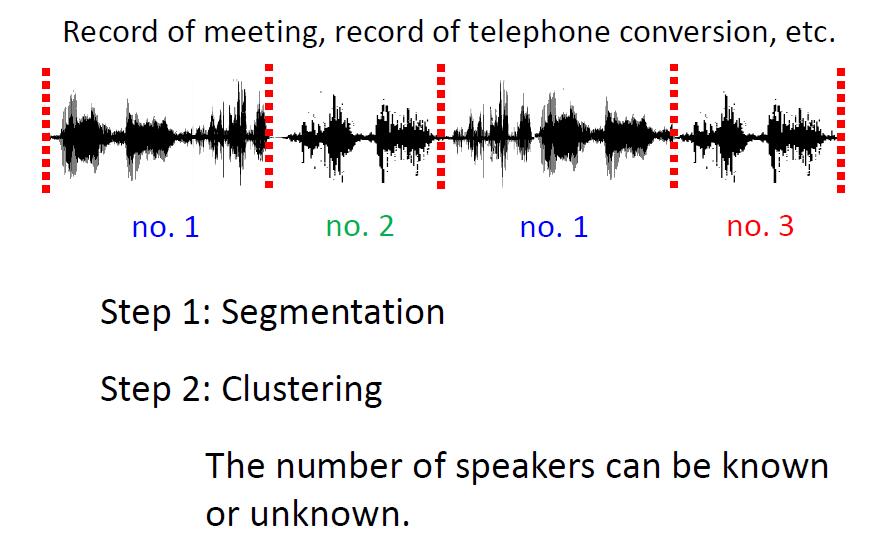 Record of meeting, record of telephone conversion, etc.
no. 1 no. 2 no. 1 no. 3
Step 1: Segmentation
Step 2: Clustering
The number of speakers can be known
or unknown.